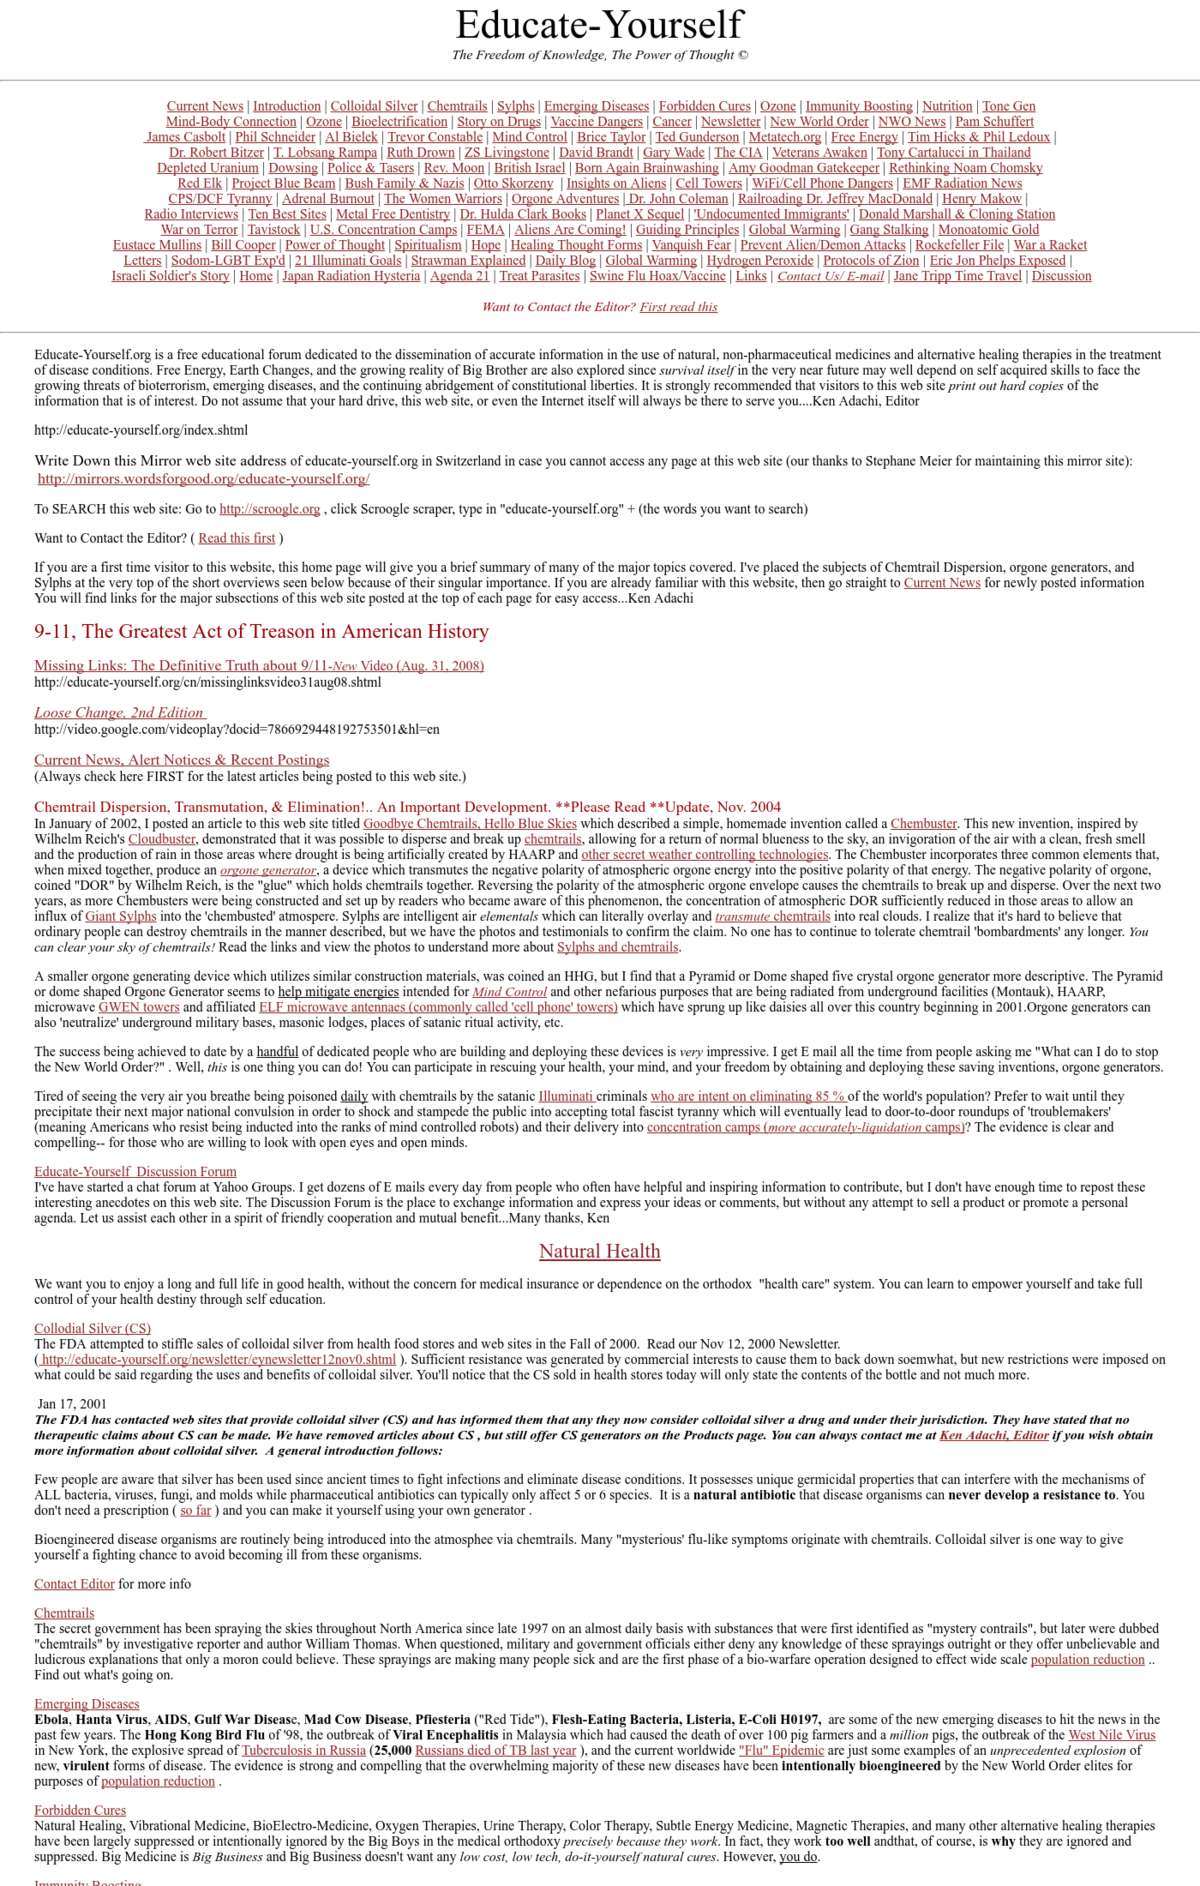 Educate-Yourself
The Freedom of Knowledge, The Power of Thought ©
Current News | Introduction | Colloidal Silver | Chemtrails | Sylphs | Emerging Diseases | Forbidden Cures | Ozone | Immunity Boosting | Nutrition | Tone Gen
Mind-Body Connection | Ozone | Bioelectrification | Story on Drugs | Vaccine Dangers | Cancer | Newsletter | New World Order | NWO News | Pam Schuffert
James Casbolt | Phil Schneider | Al Bielek | Trevor Constable | Mind Control | Brice Taylor | Ted Gunderson | Metatech.org | Free Energy | Tim Hicks & Phil Ledoux |
Dr. Robert Bitzer | T. Lobsang Rampa | Ruth Drown | ZS Livingstone | David Brandt | Gary Wade | The CIA | Veterans Awaken | Tony Cartalucci in Thailand
Depleted Uranium | Dowsing | Police & Tasers | Rev. Moon | British Israel | Born Again Brainwashing | Amy Goodman Gatekeeper | Rethinking Noam Chomsky
Red Elk | Project Blue Beam | Bush Family & Nazis | Otto Skorzeny | Insights on Aliens | Cell Towers | WiFi/Cell Phone Dangers | EMF Radiation News
CPS/DCF Tyranny | Adrenal Burnout | The Women Warriors | Orgone Adventures | Dr. John Coleman | Railroading Dr. Jeffrey MacDonald | Henry Makow |
Radio Interviews | Ten Best Sites | Metal Free Dentistry | Dr. Hulda Clark Books | Planet X Sequel | 'Undocumented Immigrants' | Donald Marshall & Cloning Station
War on Terror | Tavistock | U.S. Concentration Camps | FEMA | Aliens Are Coming! | Guiding Principles | Global Warming | Gang Stalking | Monoatomic Gold
Eustace Mullins | Bill Cooper | Power of Thought | Spiritualism | Hope | Healing Thought Forms | Vanquish Fear | Prevent Alien/Demon Attacks | Rockefeller File | War a Racket
Letters | Sodom-LGBT Exp'd | 21 Illuminati Goals | Strawman Explained | Daily Blog | Global Warming | Hydrogen Peroxide | Protocols of Zion | Eric Jon Phelps Exposed |
Israeli Soldier's Story | Home | Japan Radiation Hysteria | Agenda 21 | Treat Parasites | Swine Flu Hoax/Vaccine | Links | Contact Us/ E-mail | Jane Tripp Time Travel | Discussion
Want to Contact the Editor? First read this
Educate-Yourself.org is a free educational forum dedicated to the dissemination of accurate information in the use of natural, non-pharmaceutical medicines and alternative healing therapies in the treatment
of disease conditions. Free Energy, Earth Changes, and the growing reality of Big Brother are also explored since survival itself in the very near future may well depend on self acquired skills to face the
growing threats of bioterrorism, emerging diseases, and the continuing abridgement of constitutional liberties. It is strongly recommended that visitors to this web site print out hard copies of the
information that is of interest. Do not assume that your hard drive, this web site, or even the Internet itself will always be there to serve you....Ken Adachi, Editor
http://educate-yourself.org/index.shtml
Write Down this Mirror web site address of educate-yourself.org in Switzerland in case you cannot access any page at this web site (our thanks to Stephane Meier for maintaining this mirror site):
http://mirrors.wordsforgood.org/educate-yourself.org/
To SEARCH this web site: Go to http://scroogle.org , click Scroogle scraper, type in "educate-yourself.org" + (the words you want to search)
Want to Contact the Editor? ( Read this first )
If you are a first time visitor to this website, this home page will give you a brief summary of many of the major topics covered. I've placed the subjects of Chemtrail Dispersion, orgone generators, and
Sylphs at the very top of the short overviews seen below because of their singular importance. If you are already familiar with this website, then go straight to Current News for newly posted information
You will find links for the major subsections of this web site posted at the top of each page for easy access...Ken Adachi
9-11, The Greatest Act of Treason in American History
Missing Links: The Definitive Truth about 9/11-New Video (Aug. 31, 2008)
http://educate-yourself.org/cn/missinglinksvideo31aug08.shtml
Loose Change, 2nd Edition
http://video.google.com/videoplay?docid=7866929448192753501&hl=en
Current News, Alert Notices & Recent Postings
(Always check here FIRST for the latest articles being posted to this web site.)
Chemtrail Dispersion, Transmutation, & Elimination!.. An Important Development. **Please Read **Update, Nov. 2004
In January of 2002, I posted an article to this web site titled Goodbye Chemtrails, Hello Blue Skies which described a simple, homemade invention called a Chembuster. This new invention, inspired by
Wilhelm Reich's Cloudbuster, demonstrated that it was possible to disperse and break up chemtrails, allowing for a return of normal blueness to the sky, an invigoration of the air with a clean, fresh smell
and the production of rain in those areas where drought is being artificially created by HAARP and other secret weather controlling technologies. The Chembuster incorporates three common elements that,
when mixed together, produce an orgone generator, a device which transmutes the negative polarity of atmospheric orgone energy into the positive polarity of that energy. The negative polarity of orgone,
coined "DOR" by Wilhelm Reich, is the "glue" which holds chemtrails together. Reversing the polarity of the atmospheric orgone envelope causes the chemtrails to break up and disperse. Over the next two
years, as more Chembusters were being constructed and set up by readers who became aware of this phenomenon, the concentration of atmospheric DOR sufficiently reduced in those areas to allow an
influx of Giant Sylphs into the 'chembusted' atmospere. Sylphs are intelligent air elementals which can literally overlay and transmute chemtrails into real clouds. I realize that it's hard to believe that
ordinary people can destroy chemtrails in the manner described, but we have the photos and testimonials to confirm the claim. No one has to continue to tolerate chemtrail 'bombardments' any longer. You
can clear your sky of chemtrails! Read the links and view the photos to understand more about Sylphs and chemtrails.
A smaller orgone generating device which utilizes similar construction materials, was coined an HHG, but I find that a Pyramid or Dome shaped five crystal orgone generator more descriptive. The Pyramid
or dome shaped Orgone Generator seems to help mitigate energies intended for Mind Control and other nefarious purposes that are being radiated from underground facilities (Montauk), HAARP,
microwave GWEN towers and affiliated ELF microwave antennaes (commonly called 'cell phone' towers) which have sprung up like daisies all over this country beginning in 2001.Orgone generators can
also 'neutralize' underground military bases, masonic lodges, places of satanic ritual activity, etc.
The success being achieved to date by a handful of dedicated people who are building and deploying these devices is very impressive. I get E mail all the time from people asking me "What can I do to stop
the New World Order?" . Well, this is one thing you can do! You can participate in rescuing your health, your mind, and your freedom by obtaining and deploying these saving inventions, orgone generators.
Tired of seeing the very air you breathe being poisoned daily with chemtrails by the satanic Illuminati criminals who are intent on eliminating 85 % of the world's population? Prefer to wait until they
precipitate their next major national convulsion in order to shock and stampede the public into accepting total fascist tyranny which will eventually lead to door-to-door roundups of 'troublemakers'
(meaning Americans who resist being inducted into the ranks of mind controlled robots) and their delivery into concentration camps (more accurately-liquidation camps)? The evidence is clear and
compelling-- for those who are willing to look with open eyes and open minds.
Educate-Yourself Discussion Forum
I've have started a chat forum at Yahoo Groups. I get dozens of E mails every day from people who often have helpful and inspiring information to contribute, but I don't have enough time to repost these
interesting anecdotes on this web site. The Discussion Forum is the place to exchange information and express your ideas or comments, but without any attempt to sell a product or promote a personal
agenda. Let us assist each other in a spirit of friendly cooperation and mutual benefit...Many thanks, Ken
Natural Health
We want you to enjoy a long and full life in good health, without the concern for medical insurance or dependence on the orthodox "health care" system. You can learn to empower yourself and take full
control of your health destiny through self education.
Collodial Silver (CS)
The FDA attempted to stiffle sales of colloidal silver from health food stores and web sites in the Fall of 2000. Read our Nov 12, 2000 Newsletter.
( http://educate-yourself.org/newsletter/eynewsletter12nov0.shtml ). Sufficient resistance was generated by commercial interests to cause them to back down soemwhat, but new restrictions were imposed on
what could be said regarding the uses and benefits of colloidal silver. You'll notice that the CS sold in health stores today will only state the contents of the bottle and not much more.
Jan 17, 2001
The FDA has contacted web sites that provide colloidal silver (CS) and has informed them that any they now consider colloidal silver a drug and under their jurisdiction. They have stated that no
therapeutic claims about CS can be made. We have removed articles about CS , but still offer CS generators on the Products page. You can always contact me at Ken Adachi, Editor if you wish obtain
more information about colloidal silver. A general introduction follows:
Few people are aware that silver has been used since ancient times to fight infections and eliminate disease conditions. It possesses unique germicidal properties that can interfere with the mechanisms of
ALL bacteria, viruses, fungi, and molds while pharmaceutical antibiotics can typically only affect 5 or 6 species. It is a natural antibiotic that disease organisms can never develop a resistance to. You
don't need a prescription ( so far ) and you can make it yourself using your own generator .
Bioengineered disease organisms are routinely being introduced into the atmosphee via chemtrails. Many "mysterious' flu-like symptoms originate with chemtrails. Colloidal silver is one way to give
yourself a fighting chance to avoid becoming ill from these organisms.
Contact Editor for more info
Chemtrails
The secret government has been spraying the skies throughout North America since late 1997 on an almost daily basis with substances that were first identified as "mystery contrails", but later were dubbed
"chemtrails" by investigative reporter and author William Thomas. When questioned, military and government officials either deny any knowledge of these sprayings outright or they offer unbelievable and
ludicrous explanations that only a moron could believe. These sprayings are making many people sick and are the first phase of a bio-warfare operation designed to effect wide scale population reduction ..
Find out what's going on.
Emerging Diseases
Ebola, Hanta Virus, AIDS, Gulf War Disease, Mad Cow Disease, Pfiesteria ("Red Tide"), Flesh-Eating Bacteria, Listeria, E-Coli H0197, are some of the new emerging diseases to hit the news in the
past few years. The Hong Kong Bird Flu of '98, the outbreak of Viral Encephalitis in Malaysia which had caused the death of over 100 pig farmers and a million pigs, the outbreak of the West Nile Virus
in New York, the explosive spread of Tuberculosis in Russia (25,000 Russians died of TB last year ), and the current worldwide "Flu" Epidemic are just some examples of an unprecedented explosion of
new, virulent forms of disease. The evidence is strong and compelling that the overwhelming majority of these new diseases have been intentionally bioengineered by the New World Order elites for
purposes of population reduction .
Forbidden Cures
Natural Healing, Vibrational Medicine, BioElectro-Medicine, Oxygen Therapies, Urine Therapy, Color Therapy, Subtle Energy Medicine, Magnetic Therapies, and many other alternative healing therapies
have been largely suppressed or intentionally ignored by the Big Boys in the medical orthodoxy precisely because they work. In fact, they work too well andthat, of course, is why they are ignored and
suppressed. Big Medicine is Big Business and Big Business doesn't want any low cost, low tech, do-it-yourself natural cures. However, you do.
Immunity Boosting